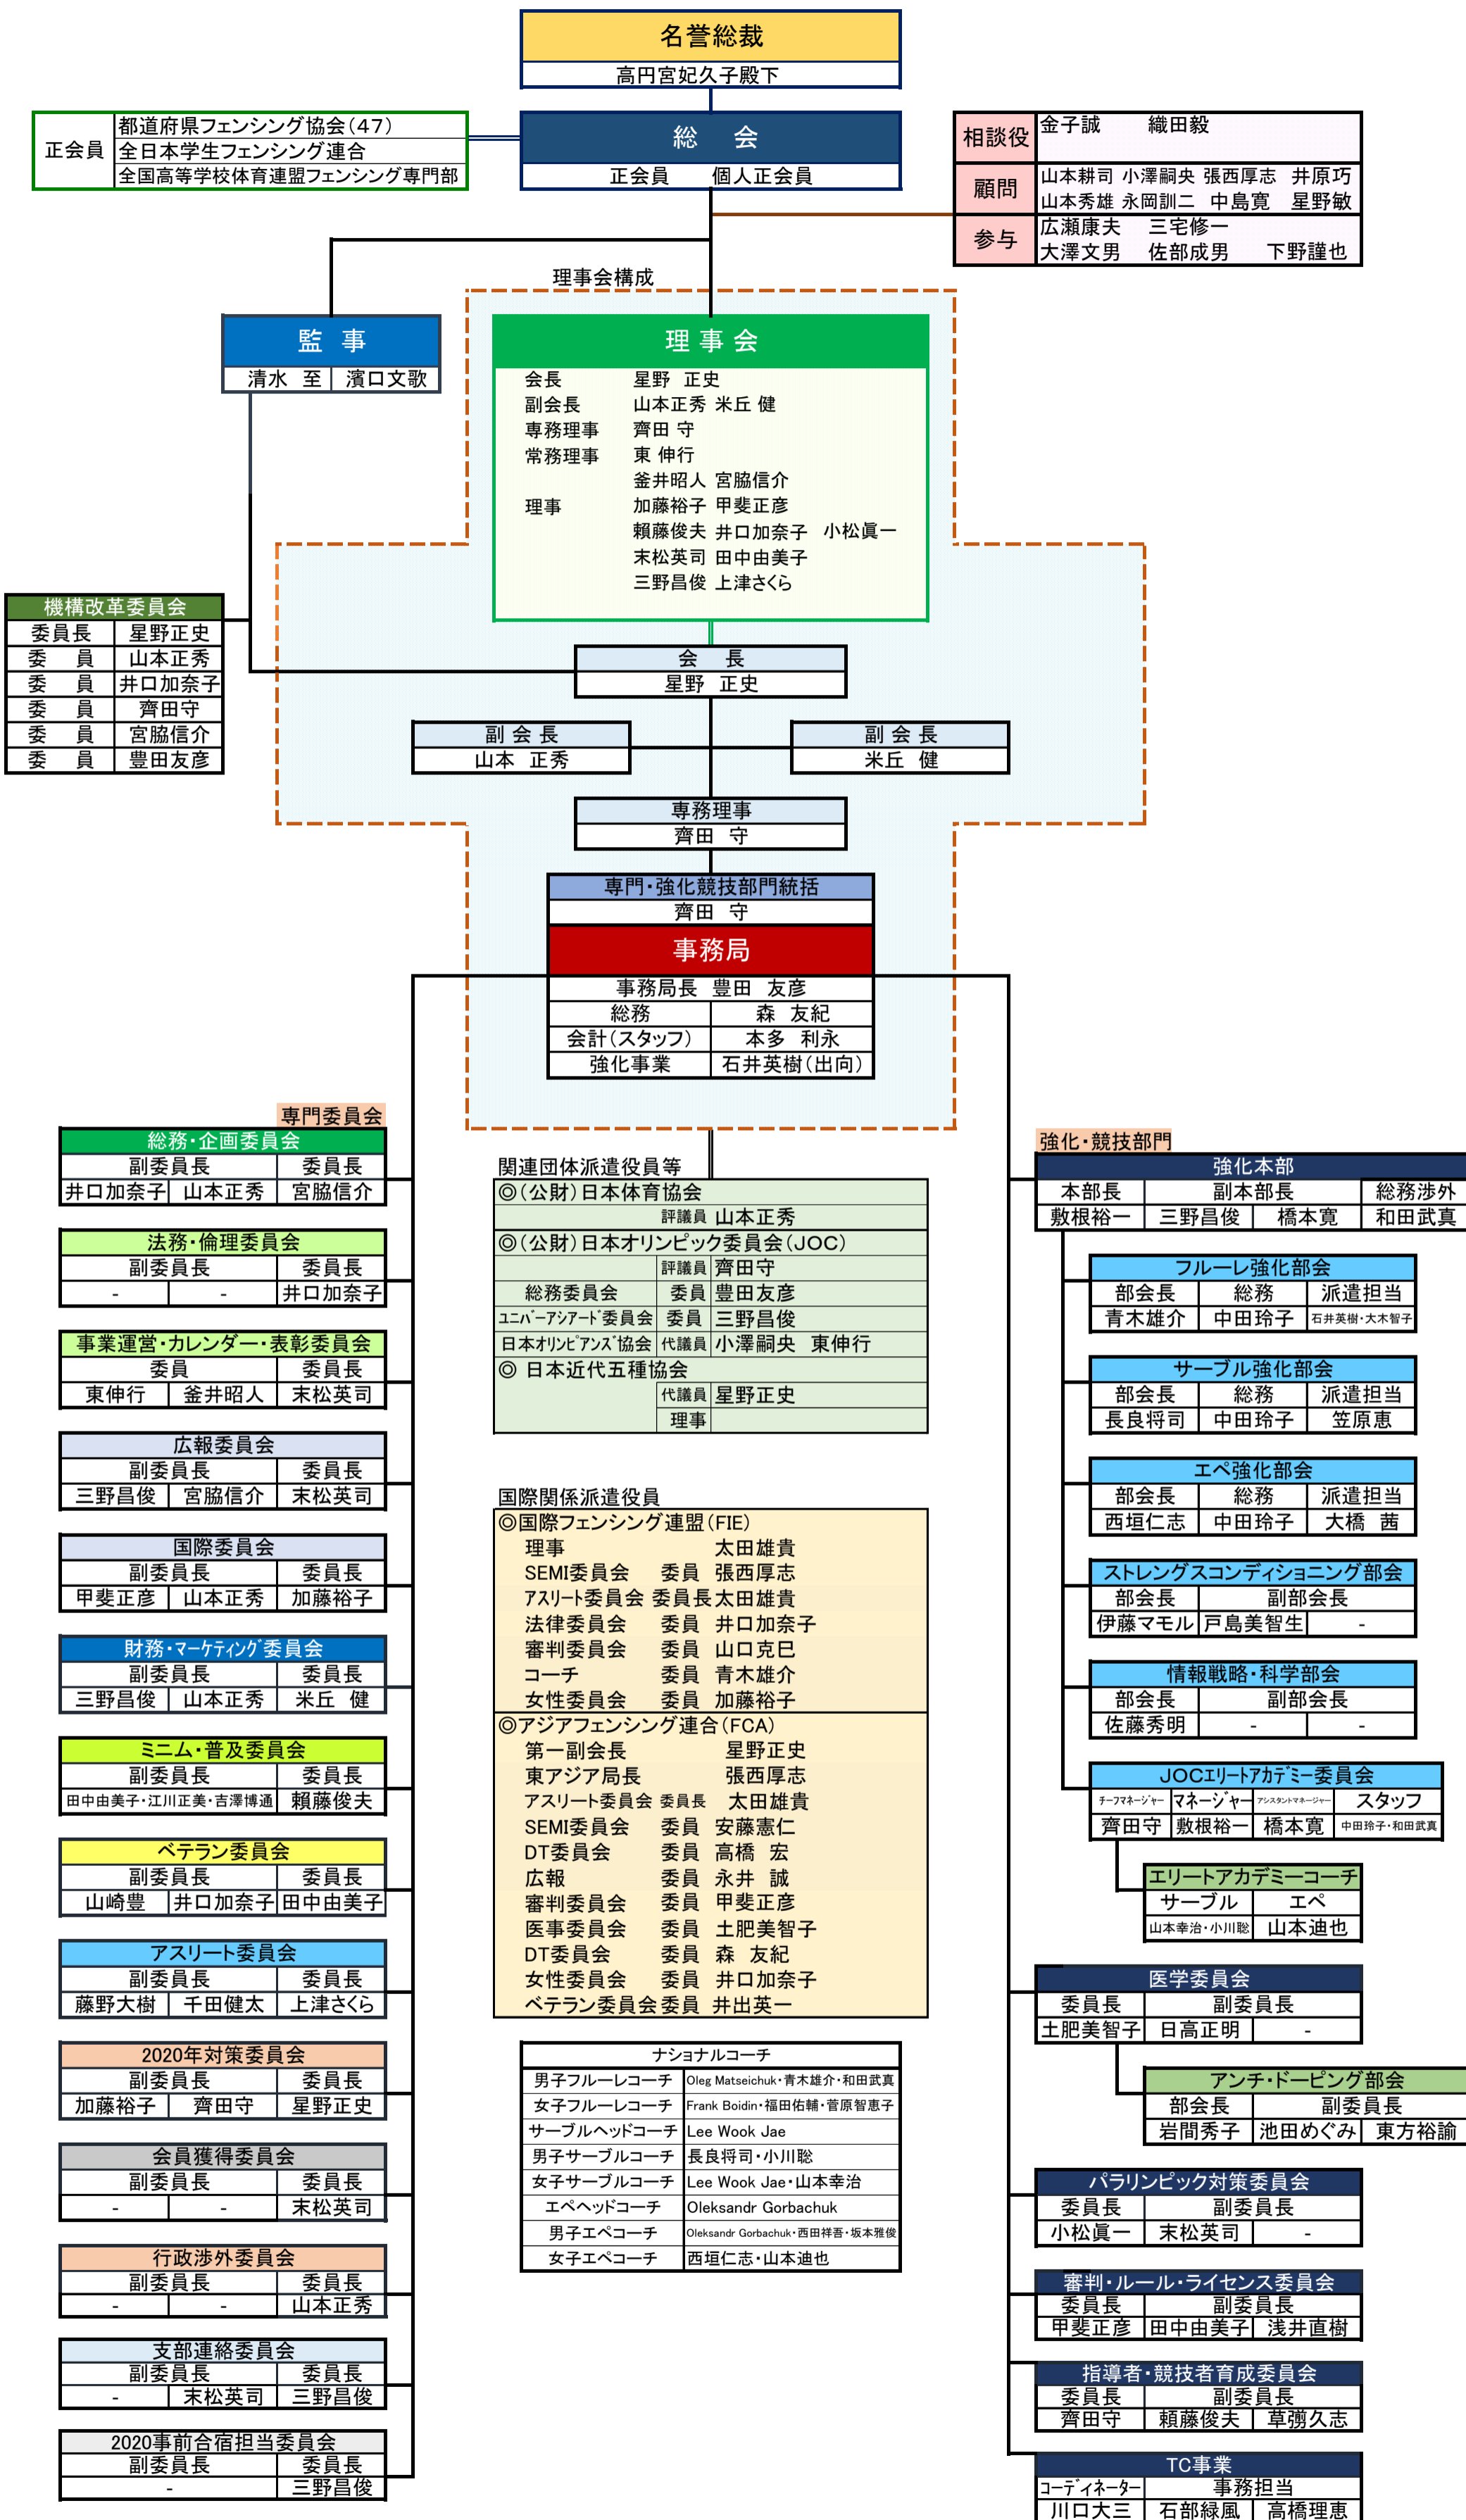 名誉総裁
高円宮妃久子殿下
正会員
都道府県フェンシング協会(47)
全日本学生フェンシング連合
全国高等学校体育連盟フェンシング専門部
総 会
正会員 個人正会員
相談役 金子誠 織田毅
顧問 山本耕司 小澤嗣央 張西厚志 井原巧
山本秀雄 永岡訓二 中島寛 星野敏
参与 広瀬康夫 三宅修一
大澤文男 佐部成男 下野謹也
理事会構成
監 事
清水 至 濱口文歌
理 事 会
会長 星野 正史
副会長 山本正秀 米丘 健
専務理事 齊田 守
常務理事 東 伸行
釜井昭人 宮脇信介
理事 加藤裕子 甲斐正彦
賴藤俊夫 井口加奈子 小松眞一
末松英司 田中由美子
三野昌俊 上津さくら
機構改革委員会
委員長 星野正史
委 員 山本正秀
委 員 井口加奈子
委 員 齊田守
委 員 宮脇信介
委 員 豊田友彦
会 長
星野 正史
副 会 長
山本 正秀
副 会 長
米丘 健
専務理事
齊田 守
専門・強化競技部門統括
齊田 守
事務局
事務局長 豊田 友彦
総務 森 友紀
会計(スタッフ) 本多 利永
強化事業 石井英樹(出向)
専門委員会
総務・企画委員会
副委員長 委員長
井口加奈子 山本正秀 宮脇信介
法務・倫理委員会
副委員長 委員長
- - 井口加奈子
事業運営・カレンダー・表彰委員会
委員 委員長
東伸行 釜井昭人 末松英司
広報委員会
副委員長 委員長
三野昌俊 宮脇信介 末松英司
国際委員会
副委員長 委員長
甲斐正彦 山本正秀 加藤裕子
財務・マーケティング委員会
副委員長 委員長
三野昌俊 山本正秀 米丘 健
ミニム・普及委員会
副委員長 委員長
田中由美子・江川正美・吉澤博通 賴藤俊夫
ベテラン委員会
副委員長 委員長
山崎豊 井口加奈子 田中由美子
アスリート委員会
副委員長 委員長
藤野大樹 千田健太 上津さくら
2020年対策委員会
副委員長 委員長
加藤裕子 齊田守 星野正史
会員獲得委員会
副委員長 委員長
- - 末松英司
行政渉外委員会
副委員長 委員長
- - 山本正秀
支部連絡委員会
副委員長 委員長
- 末松英司 三野昌俊
2020事前合宿担当委員会
副委員長 委員長
- 三野昌俊
関連団体派遣役員等
◎(公財)日本体育協会
評議員 山本正秀
◎(公財)日本オリンピック委員会(JOC)
評議員 齊田守
総務委員会 委員 豊田友彦
ユニバーアシアード委員会 委員 三野昌俊
日本オリンピアンズ協会 代議員 小澤嗣央 東伸行
◎ 日本近代五種協会
代議員 星野正史
理事
国際関係派遣役員
◎国際フェンシング連盟(FIE)
理事 太田雄貴
SEMI委員会 委員 張西厚志
アスリート委員会 委員長 太田雄貴
法律委員会 委員 井口加奈子
審判委員会 委員 山口克巳
コーチ 委員 青木雄介
女性委員会 委員 加藤裕子
◎アジアフェンシング連合(FCA)
第一副会長 星野正史
東アジア局長 張西厚志
アスリート委員会 委員長 太田雄貴
SEMI委員会 委員 安藤憲仁
DT委員会 委員 高橋 宏
広報 委員 永井 誠
審判委員会 委員 甲斐正彦
医事委員会 委員 土肥美智子
DT委員会 委員 森 友紀
女性委員会 委員 井口加奈子
ベテラン委員会 委員 井出英一
ナショナルコーチ
男子フルーレコーチ Oleg Matseichuk・青木雄介・和田武真
女子フルーレコーチ Frank Boidin・福田佑輔・菅原智恵子
サーブルヘッドコーチ Lee Wook Jae
男子サーブルコーチ 長良将司・小川聡
女子サーブルコーチ Lee Wook Jae・山本幸治
エペヘッドコーチ Oleksandr Gorbachuk
男子エペコーチ Oleksandr Gorbachuk・西田祥吾・坂本雅俊
女子エペコーチ 西垣仁志・山本迪也
強化・競技部門
強化本部
本部長 副本部長 総務渉外
敷根裕一 三野昌俊 橋本寛 和田武真
フルーレ強化部会
部会長 総務 派遣担当
青木雄介 中田玲子 石井英樹・大木智子
サーブル強化部会
部会長 総務 派遣担当
長良将司 中田玲子 笠原恵
エペ強化部会
部会長 総務 派遣担当
西垣仁志 中田玲子 大橋 茜
ストレングスコンディショニング部会
部会長 副部会長
伊藤マモル 戸島美智生 -
情報戦略・科学部会
部会長 副部会長
佐藤秀明 - -
JOCエリートアカデミー委員会
チーフマネージャー マネージャー アシスタントマネージャー スタッフ
齊田守 敷根裕一 橋本寛 中田玲子・和田武真
エリートアカデミーコーチ
サーブル エペ
山本幸治・小川聡 山本迪也
医学委員会
委員長 副委員長
土肥美智子 日高正明 -
アンチ・ドーピング部会
部会長 副委員長
岩間秀子 池田めぐみ 東方裕諭
パラリンピック対策委員会
委員長 副委員長
小松眞一 末松英司 -
審判・ルール・ライセンス委員会
委員長 副委員長
甲斐正彦 田中由美子 浅井直樹
指導者・競技者育成委員会
委員長 副委員長
齊田守 賴藤俊夫 草彅久志
TC事業
コーディネーター 事務担当
川口大三 石部緑風 高橋理恵